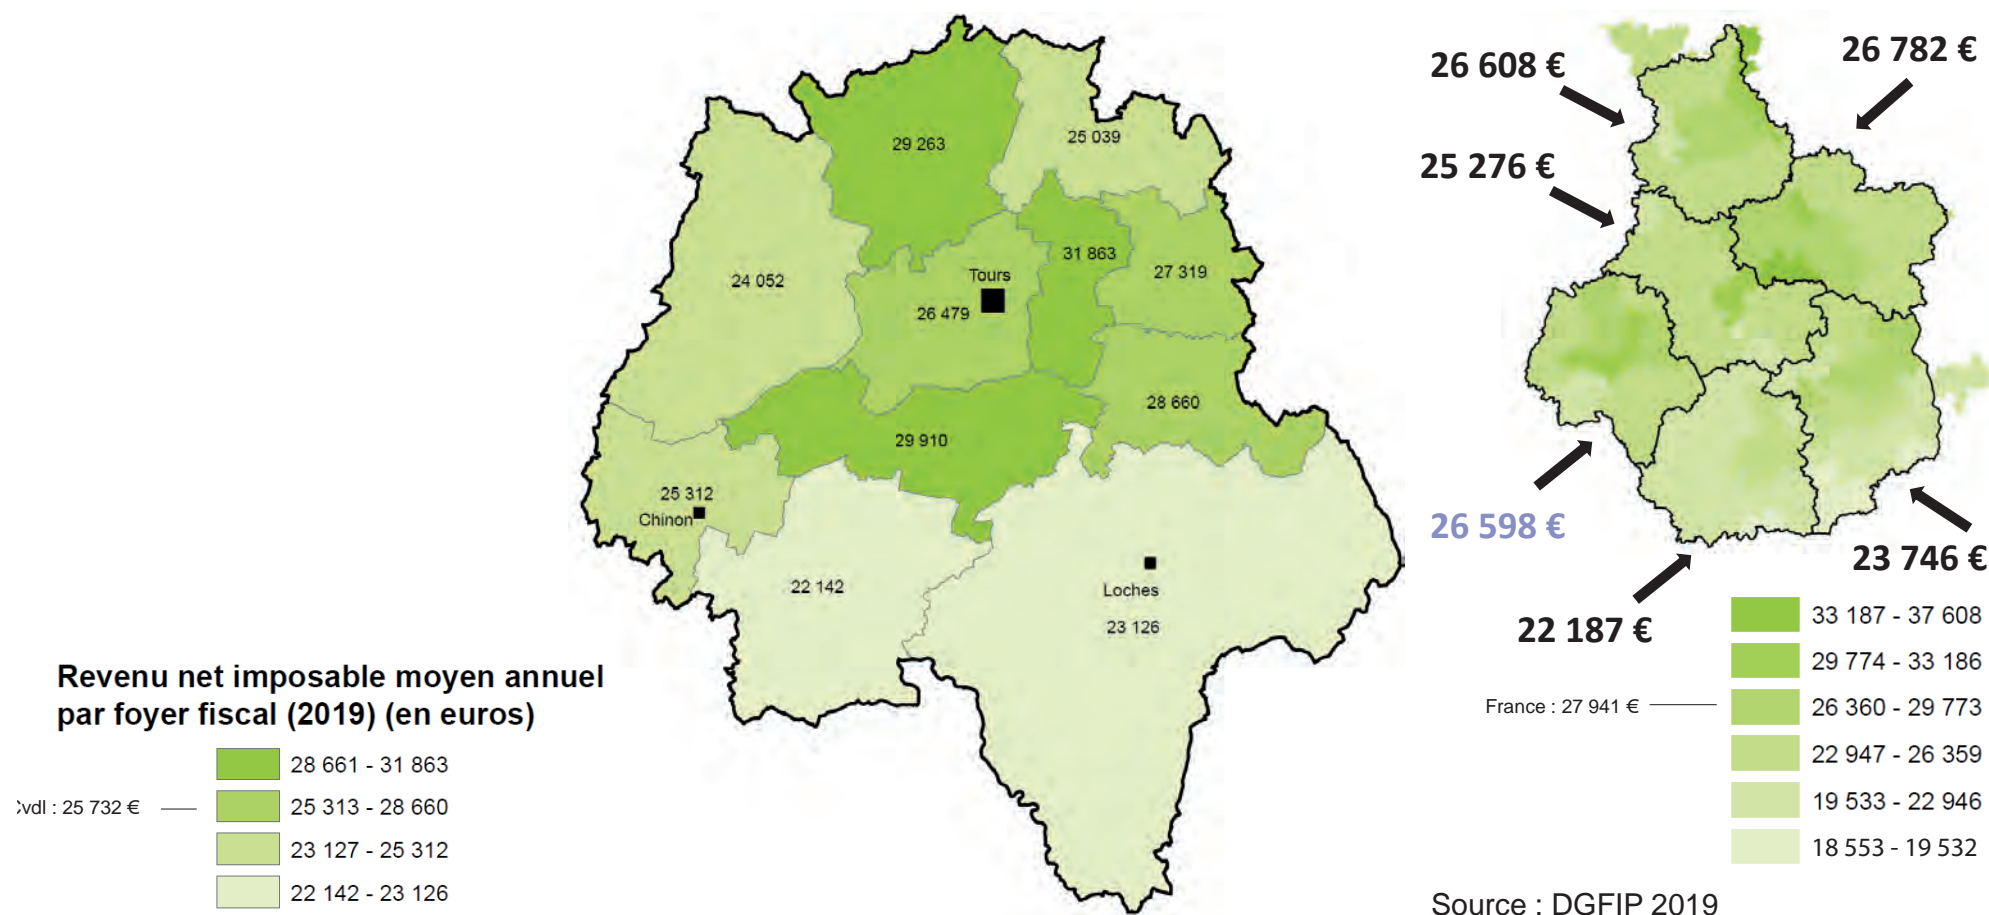 29 263
25 039
24 052
31 863
27 319
Tours
26 479
28 660
29 910
25 312
Chinon
22 142
Loches
23 126
Revenu net imposable moyen annuel
par foyer fiscal (2019) (en euros)
28 661 - 31 863
25 313 - 28 660
23 127 - 25 312
22 142 - 23 126
vdl : 25 732 €
26 608 €
26 782 €
25 276 €
26 598 €
23 746 €
22 187 €
33 187 - 37 608
29 774 - 33 186
26 360 - 29 773
22 947 - 26 359
19 533 - 22 946
18 553 - 19 532
France : 27 941 €
Source : DGFIP 2019